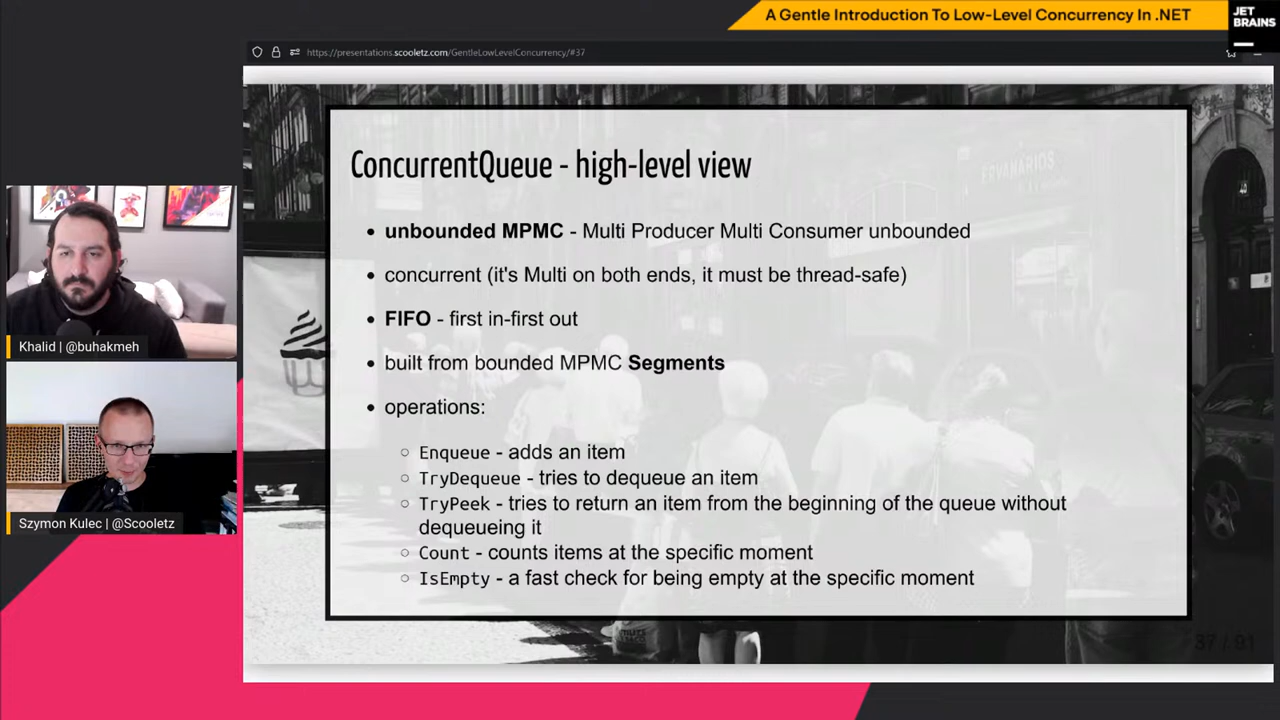 A Gentle Introduction To Low-Level Concurrency In .NET
JET
BRAINS
https://presentations.scooletz.com/GentleLowLevelConcurrency/#37
ERVANARIOS
40
ConcurrentQueue - high-level view
• unbounded MPMC - Multi Producer Multi Consumer unbounded
• concurrent (it's Multi on both ends, it must be thread-safe)
• FIFO - first in-first out
• built from bounded MPMC Segments
• operations:
○ Enqueue - adds an item
○ TryDequeue - tries to dequeue an item
○ TryPeek - tries to return an item from the beginning of the queue without
dequeueing it
○ Count - counts items at the specific moment
○ IsEmpty - a fast check for being empty at the specific moment
Khalid | @buhakmeh
Szymon Kulec | @Scooletz
37 / 91